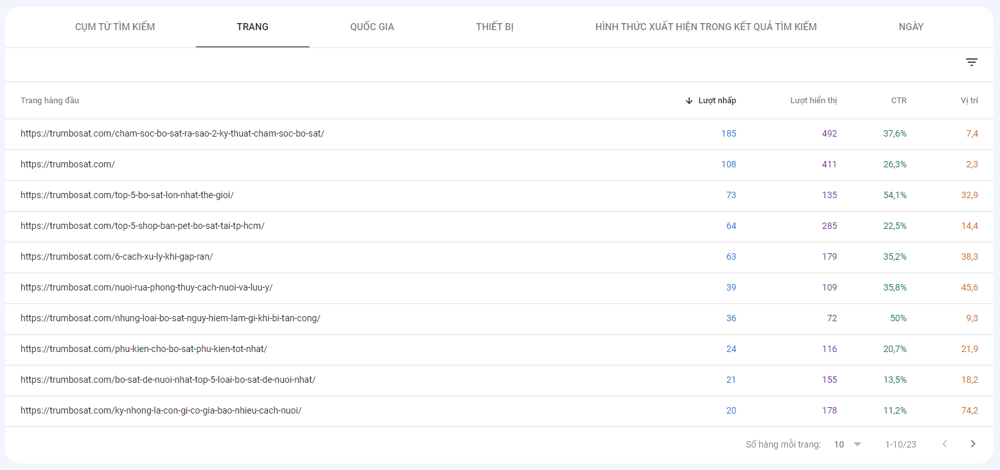 CỤM TỪ TÌM KIẾM TRANG QUỐC GIA THIẾT BỊ HÌNH THỨC XUẤT HIỆN TRONG KẾT QUẢ TÌM KIẾM NGÀY
Trang hàng đầu Lượt nhấp Lượt hiển thị CTR Vị trí
https://trumbosat.com/cham-soc-bo-sat-ra-sao-2-ky-thuat-cham-soc-bo-sat/ 185 492 37,6% 7,4
https://trumbosat.com/ 108 411 26,3% 2,3
https://trumbosat.com/top-5-bo-sat-lon-nhat-the-gioi/ 73 135 54,1% 32,9
https://trumbosat.com/top-5-shop-ban-pet-bo-sat-tai-tp-hcm/ 64 285 22,5% 14,4
https://trumbosat.com/6-cach-xu-ly-khi-gap-ran/ 63 179 35,2% 38,3
https://trumbosat.com/nuoi-rua-phong-thuy-cach-nuoi-va-luu-y/ 39 109 35,8% 45,6
https://trumbosat.com/nhung-loai-bo-sat-nguy-hiem-lam-gi-khi-bi-tan-cong/ 36 72 50% 9,3
https://trumbosat.com/phu-kien-cho-bo-sat-phu-kien-tot-nhat/ 24 116 20,7% 21,9
https://trumbosat.com/bo-sat-de-nuoi-nhat-top-5-loai-bo-sat-de-nuoi-nhat/ 21 155 13,5% 18,2
https://trumbosat.com/ky-nhong-la-con-gi-co-gia-bao-nhieu-cach-nuoi/ 20 178 11,2% 74,2
Số hàng mỗi trang: 10 1-10/23